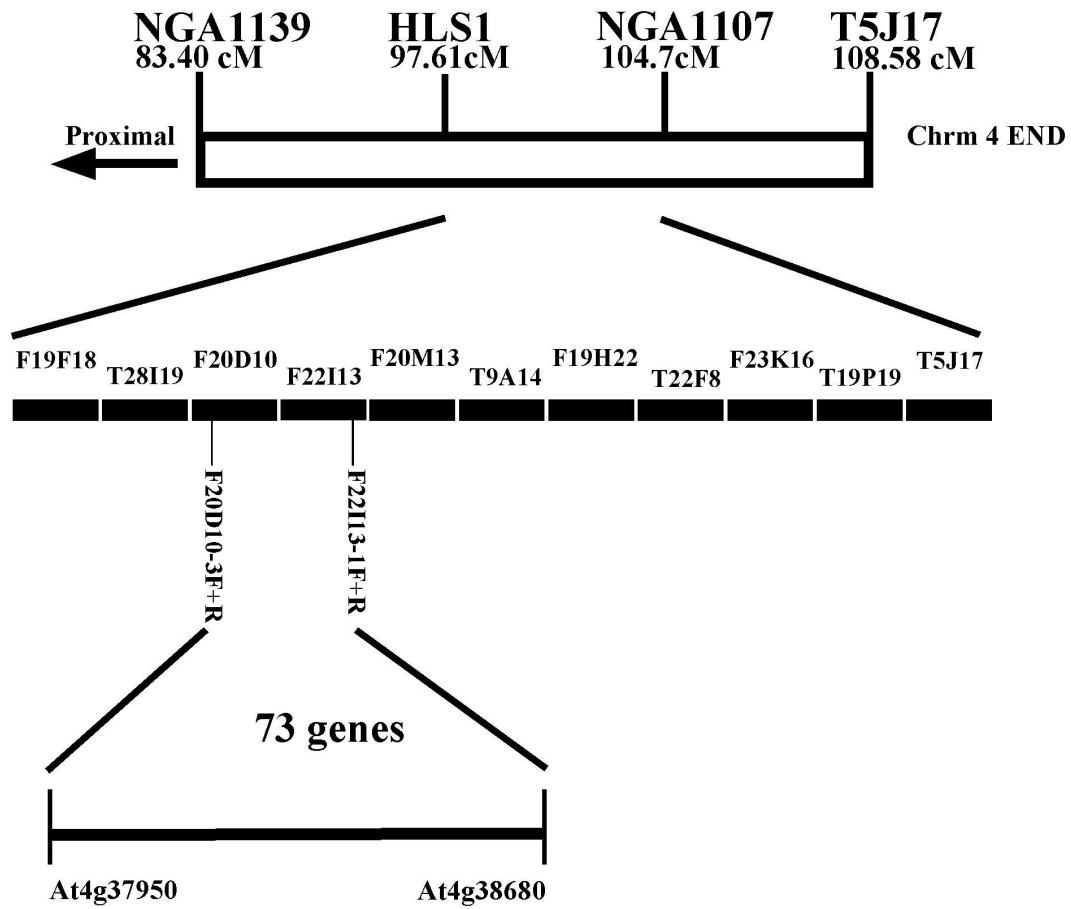 NGA1139 HLS1 NGA1107 T5J17
83.40 cM 97.61cM 104.7cM 108.58 cM
Proximal Chrm 4 END
F19F18 T28I19 F20D10 F22I13 F20M13 T9A14 F19H22 T22F8 F23K16 T19P19 T5J17
F20D10-3F+R
F22I13-1F+R
73 genes
At4g37950 At4g38680